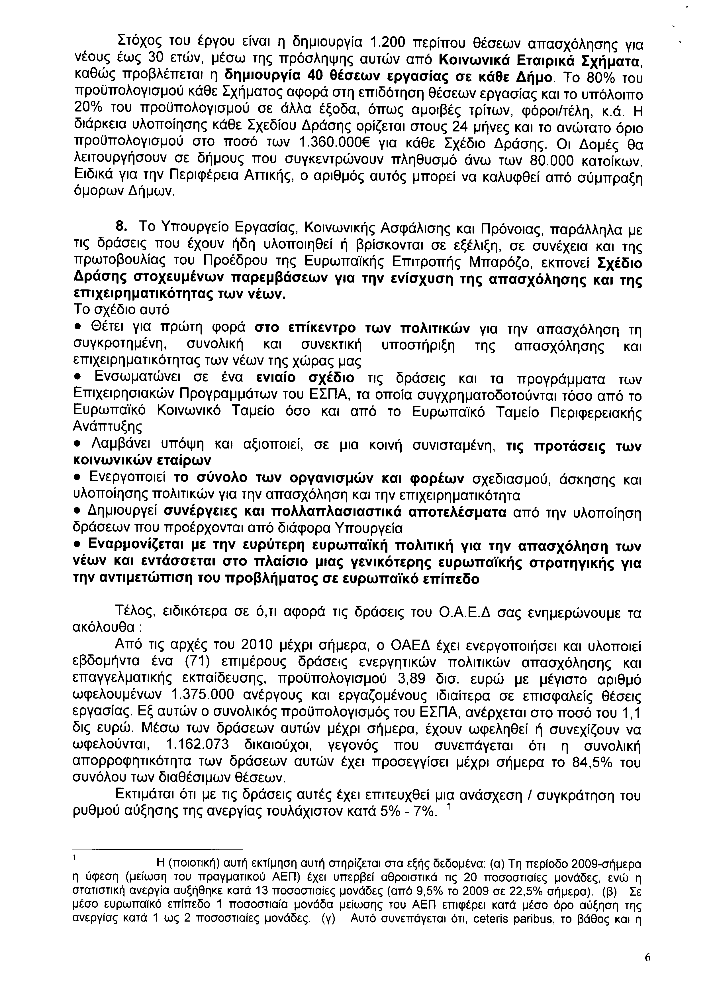 Στόχος του έργου είναι η δημιουργία 1.200 περίπου θέσεων απασχόλησης για
νέους έως 30 ετών, μέσω της πρόσληψης αυτών από Κοινωνικά Εταιρικά Σχήματα,
καθώς προβλέπεται η δημιουργία 40 θέσεων εργασίας σε κάθε Δήμο. Το 80% του
προϋπολογισμού κάθε Σχήματος αφορά στη επιδότηση θέσεων εργασίας και το υπόλοιπο
20% του προϋπολογισμού σε άλλα έξοδα, όπως αμοιβές τρίτων, φόροι/τέλη, κ.ά. Η
διάρκεια υλοποίησης κάθε Σχεδίου Δράσης ορίζεται στους 24 μήνες και το ανώτατο όριο
προϋπολογισμού στο ποσό των 1.360.000€ για κάθε Σχέδιο Δράσης. Οι Δομές θα
λειτουργήσουν σε δήμους που συγκεντρώνουν πληθυσμό άνω των 80.000 κατοίκων.
Ειδικά για την Περιφέρεια Αττικής, ο αριθμός αυτός μπορεί να καλυφθεί από σύμπραξη
όμορων Δήμων.
8. Το Υπουργείο Εργασίας, Κοινωνικής Ασφάλισης και Πρόνοιας, παράλληλα με
τις δράσεις που έχουν ήδη υλοποιηθεί ή βρίσκονται σε εξέλιξη, σε συνέχεια και της
πρωτοβουλίας του Προέδρου της Ευρωπαϊκής Επιτροπής Μπαρόζο, εκπονεί Σχέδιο
Δράσης στοχευμένων παρεμβάσεων για την ενίσχυση της απασχόλησης και της
επιχειρηματικότητας των νέων.
Το σχέδιο αυτό
• Θέτει για πρώτη φορά στο επίκεντρο των πολιτικών για την απασχόληση τη
συγκροτημένη, συνολική και συνεκτική υποστήριξη της απασχόλησης και
επιχειρηματικότητας των νέων της χώρας μας
• Ενσωματώνει σε ένα ενιαίο σχέδιο τις δράσεις και τα προγράμματα των
Επιχειρησιακών Προγραμμάτων του ΕΣΠΑ, τα οποία συγχρηματοδοτούνται τόσο από το
Ευρωπαϊκό Κοινωνικό Ταμείο όσο και από το Ευρωπαϊκό Ταμείο Περιφερειακής
Ανάπτυξης
• Λαμβάνει υπόψη και αξιοποιεί, σε μια κοινή συνισταμένη, τις προτάσεις των
κοινωνικών εταίρων
• Ενεργοποιεί το σύνολο των οργανισμών και φορέων σχεδιασμού, άσκησης και
υλοποίησης πολιτικών για την απασχόληση και την επιχειρηματικότητα
• Δημιουργεί συνέργειες και πολλαπλασιαστικά αποτελέσματα από την υλοποίηση
δράσεων που προέρχονται από διάφορα Υπουργεία
• Εναρμονίζεται με την ευρύτερη ευρωπαϊκή πολιτική για την απασχόληση των
νέων και εντάσσεται στο πλαίσιο μιας γενικότερης ευρωπαϊκής στρατηγικής για
την αντιμετώπιση του προβλήματος σε ευρωπαϊκό επίπεδο
Τέλος, ειδικότερα σε ό,τι αφορά τις δράσεις του Ο.Α.Ε.Δ σας ενημερώνουμε τα
ακόλουθα :
Από τις αρχές του 2010 μέχρι σήμερα, ο ΟΑΕΔ έχει ενεργοποιήσει και υλοποιεί
εβδομήντα ένα (71) επιμέρους δράσεις ενεργητικών πολιτικών απασχόλησης και
επαγγελματικής εκπαίδευσης, προϋπολογισμού 3,89 δισ. ευρώ με μέγιστο αριθμό
ωφελουμένων 1.375.000 ανέργους και εργαζομένους ιδιαίτερα σε επισφαλείς θέσεις
εργασίας. Εξ αυτών ο συνολικός προϋπολογισμός του ΕΣΠΑ, ανέρχεται στο ποσό του 1,1
δις ευρώ. Μέσω των δράσεων αυτών μέχρι σήμερα, έχουν ωφεληθεί ή συνεχίζουν να
ωφελούνται, 1.162.073 δικαιούχοι, γεγονός που συνεπάγεται ότι η συνολική
απορροφητικότητα των δράσεων αυτών έχει προσεγγίσει μέχρι σήμερα το 84,5% του
συνόλου των διαθέσιμων θέσεων.
Εκτιμάται ότι με τις δράσεις αυτές έχει επιτευχθεί μια ανάσχεση / συγκράτηση του
ρυθμού αύξησης της ανεργίας τουλάχιστον κατά 5% - 7%. 1
1 Η (ποιοτική) αυτή εκτίμηση αυτή στηρίζεται στα εξής δεδομένα: (α) Τη περίοδο 2009-σήμερα
η ύφεση (μείωση του πραγματικού ΑΕΠ) έχει υπερβεί αθροιστικά τις 20 ποσοστιαίες μονάδες, ενώ η
στατιστική ανεργία αυξήθηκε κατά 13 ποσοστιαίες μονάδες (από 9,5% το 2009 σε 22,5% σήμερα). (β) Σε
μέσο ευρωπαϊκό επίπεδο 1 ποσοστιαία μονάδα μείωσης του ΑΕΠ επιφέρει κατά μέσο όρο αύξηση της
ανεργίας κατά 1 ως 2 ποσοστιαίες μονάδες. (γ) Αυτό συνεπάγεται ότι, ceteris paribus, το βάθος και η
6